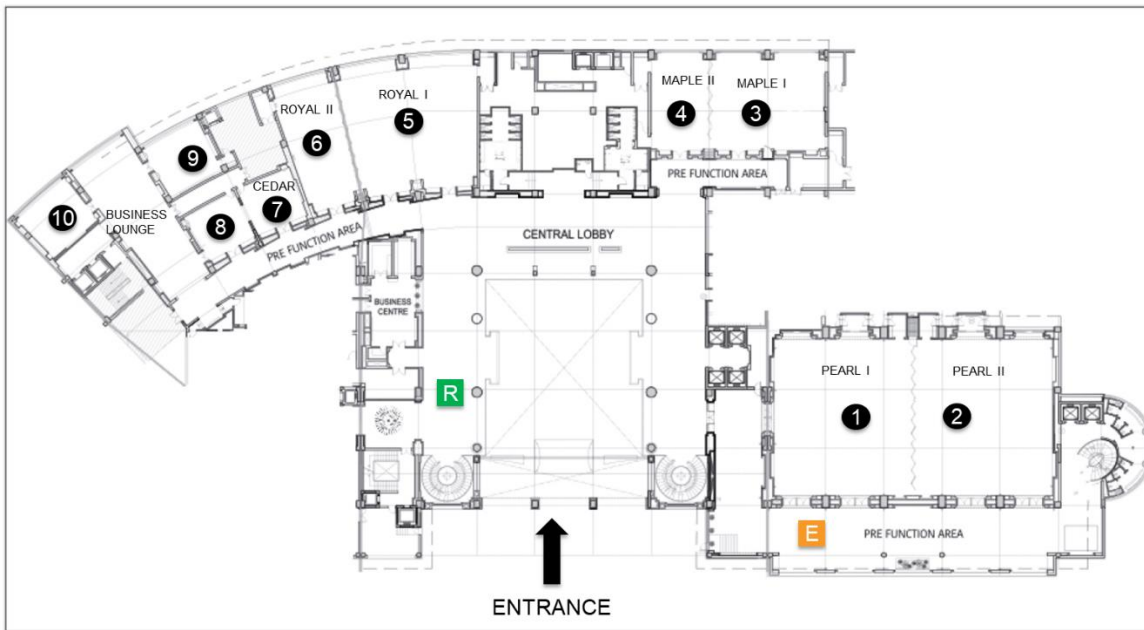 MAPLE II
MAPLE I
4
3
ROYAL I
5
ROYAL II
6
9
CEDAR
7
PRE FUNCTION AREA
10
BUSINESS
LOUNGE
8
PRE FUNCTION AREA
CENTRAL LOBBY
BUSINESS
CENTRE
R
PEARL I
PEARL II
1
2
E
PRE FUNCTION AREA
ENTRANCE